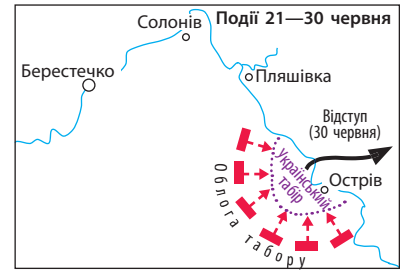 Події 21—30 червня
Солонів
Берестечко
Пляшівка
Відступ
(30 червня)
Український
табір
Острів
Облога табору